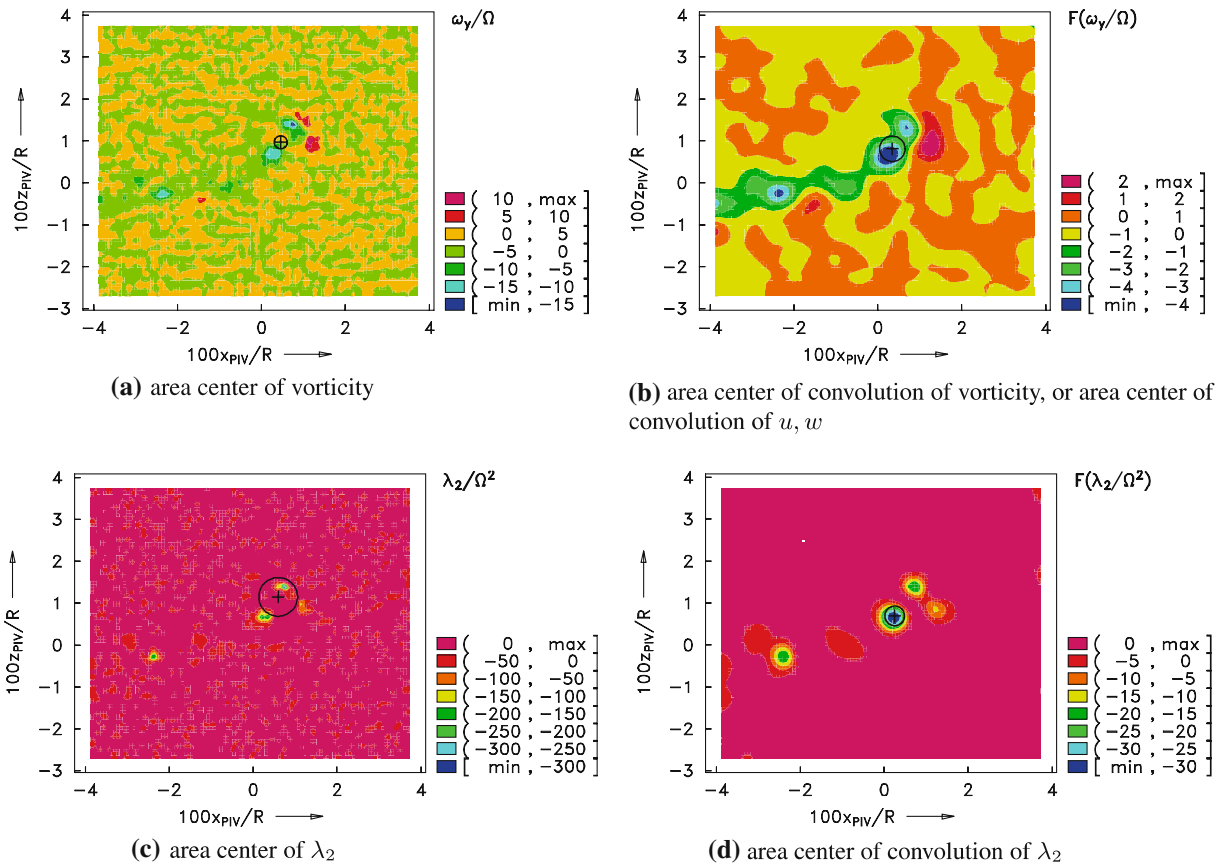 ω_y/Ω
4
3
2
1
0
−1
−2
−3
100z_PIV/R
−4 −2 0 2 4
100x_PIV/R
( 10 , max ]
( 5 , 10 ]
( 0 , 5 ]
( −5 , 0 ]
( −10 , −5 ]
( −15 , −10 ]
[ min , −15 ]
(a) area center of vorticity
F(ω_y/Ω)
4
3
2
1
0
−1
−2
−3
100z_PIV/R
−4 −2 0 2 4
100x_PIV/R
( 2 , max ]
( 1 , 2 ]
( 0 , 1 ]
( −1 , 0 ]
( −2 , −1 ]
( −3 , −2 ]
( −4 , −3 ]
[ min , −4 ]
(b) area center of convolution of vorticity, or area center of
convolution of u, w
λ₂/Ω²
4
3
2
1
0
−1
−2
−3
100z_PIV/R
−4 −2 0 2 4
100x_PIV/R
( 0 , max ]
( −50 , 0 ]
( −100 , −50 ]
( −150 , −100 ]
( −200 , −150 ]
( −250 , −200 ]
( −300 , −250 ]
[ min , −300 ]
(c) area center of λ₂
F(λ₂/Ω²)
4
3
2
1
0
−1
−2
−3
100z_PIV/R
−4 −2 0 2 4
100x_PIV/R
( 0 , max ]
( −5 , 0 ]
( −10 , −5 ]
( −15 , −10 ]
( −20 , −15 ]
( −25 , −20 ]
( −30 , −25 ]
[ min , −30 ]
(d) area center of convolution of λ₂